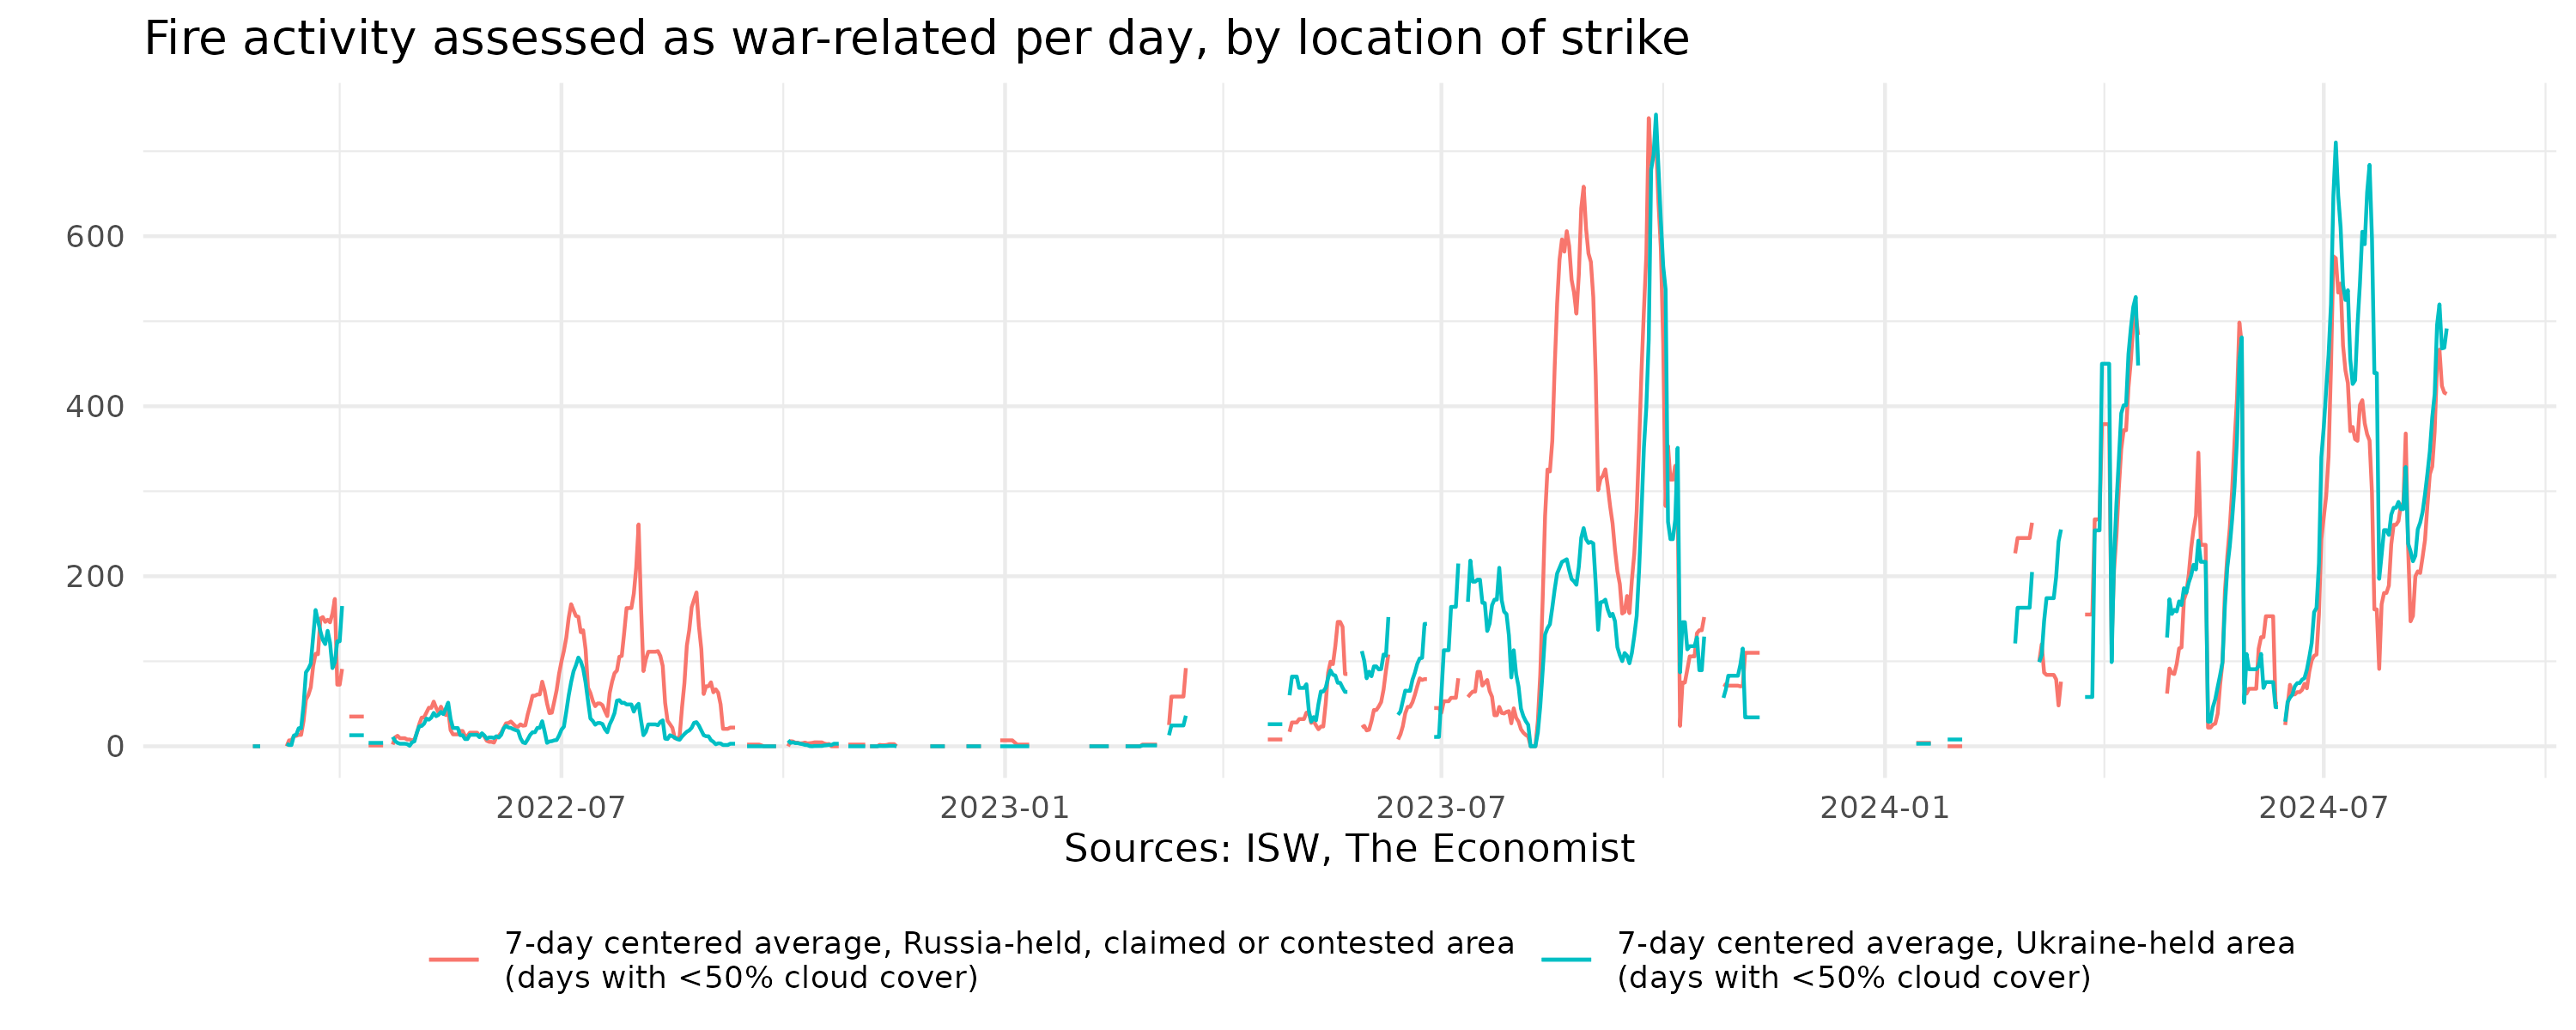 Fire activity assessed as war-related per day, by location of strike
600
400
200
0
2022-07
2023-01
2023-07
2024-01
2024-07
Sources: ISW, The Economist
7-day centered average, Russia-held, claimed or contested area
(days with <50% cloud cover)
7-day centered average, Ukraine-held area
(days with <50% cloud cover)